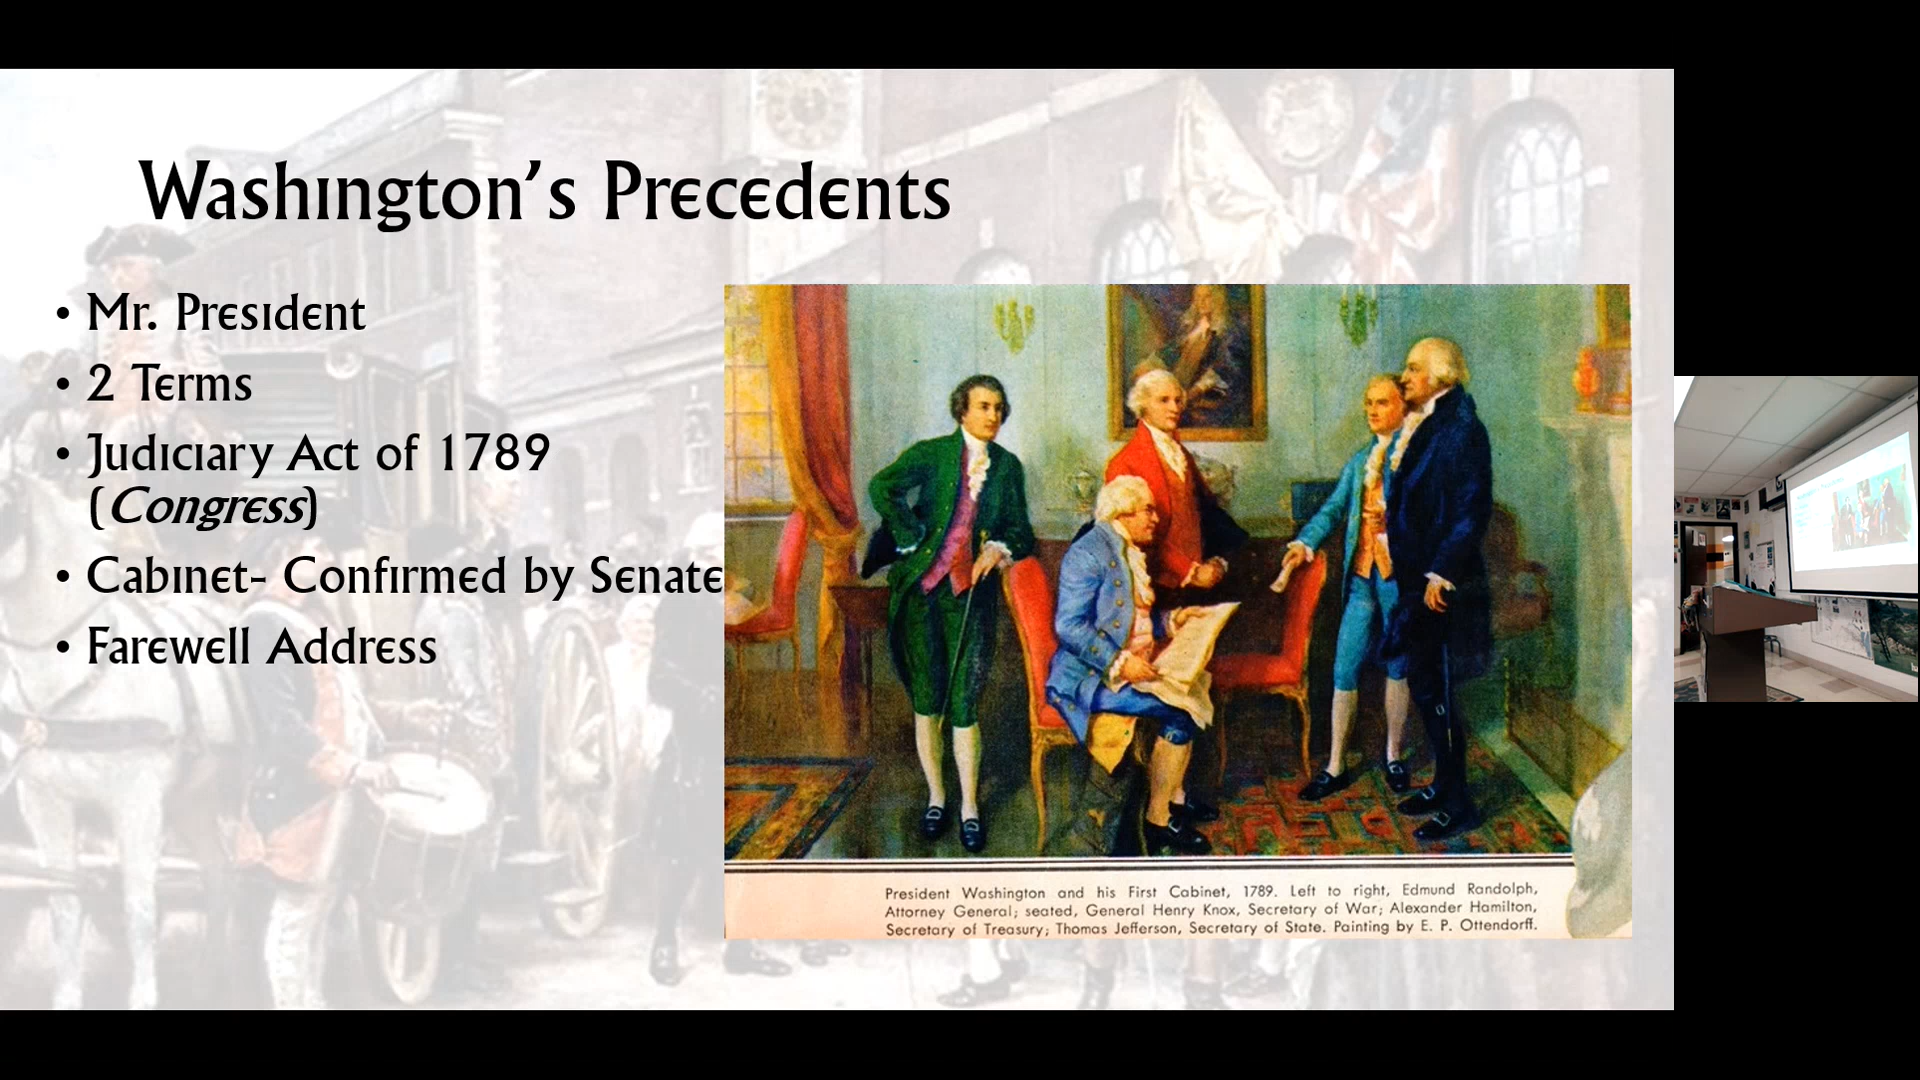 Washington's Precedents
• Mr. President
• 2 Terms
• Judiciary Act of 1789
(Congress)
• Cabinet- Confirmed by Senate
• Farewell Address
President Washington and his First Cabinet, 1789. Left to right, Edmund Randolph,
Attorney General; seated, General Henry Knox, Secretary of War; Alexander Hamilton,
Secretary of Treasury; Thomas Jefferson, Secretary of State. Painting by E. P. Ottendorff.